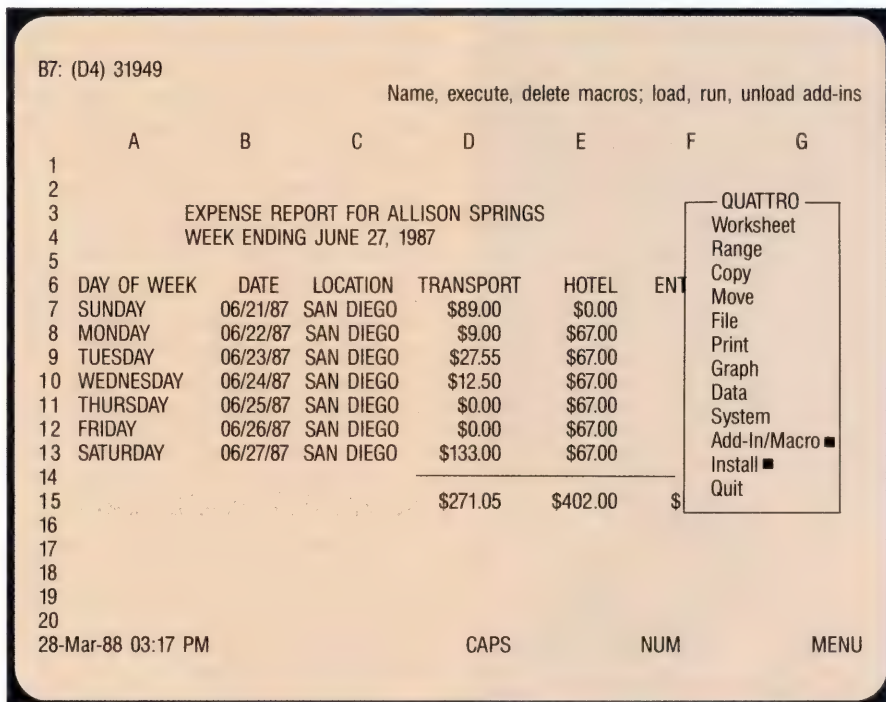 B7: (D4) 31949
Name, execute, delete macros; load, run, unload add-ins
A B C D E F G
1
2
3 EXPENSE REPORT FOR ALLISON SPRINGS
4 WEEK ENDING JUNE 27, 1987
5
6 DAY OF WEEK DATE LOCATION TRANSPORT HOTEL ENT
7 SUNDAY 06/21/87 SAN DIEGO $89.00 $0.00
8 MONDAY 06/22/87 SAN DIEGO $9.00 $67.00
9 TUESDAY 06/23/87 SAN DIEGO $27.55 $67.00
10 WEDNESDAY 06/24/87 SAN DIEGO $12.50 $67.00
11 THURSDAY 06/25/87 SAN DIEGO $0.00 $67.00
12 FRIDAY 06/26/87 SAN DIEGO $0.00 $67.00
13 SATURDAY 06/27/87 SAN DIEGO $133.00 $67.00
14
15 $271.05 $402.00 $
16
17
18
19
20
QUATTRO
Worksheet
Range
Copy
Move
File
Print
Graph
Data
System
Add-In/Macro ■
Install ■
Quit
28-Mar-88 03:17 PM CAPS NUM MENU